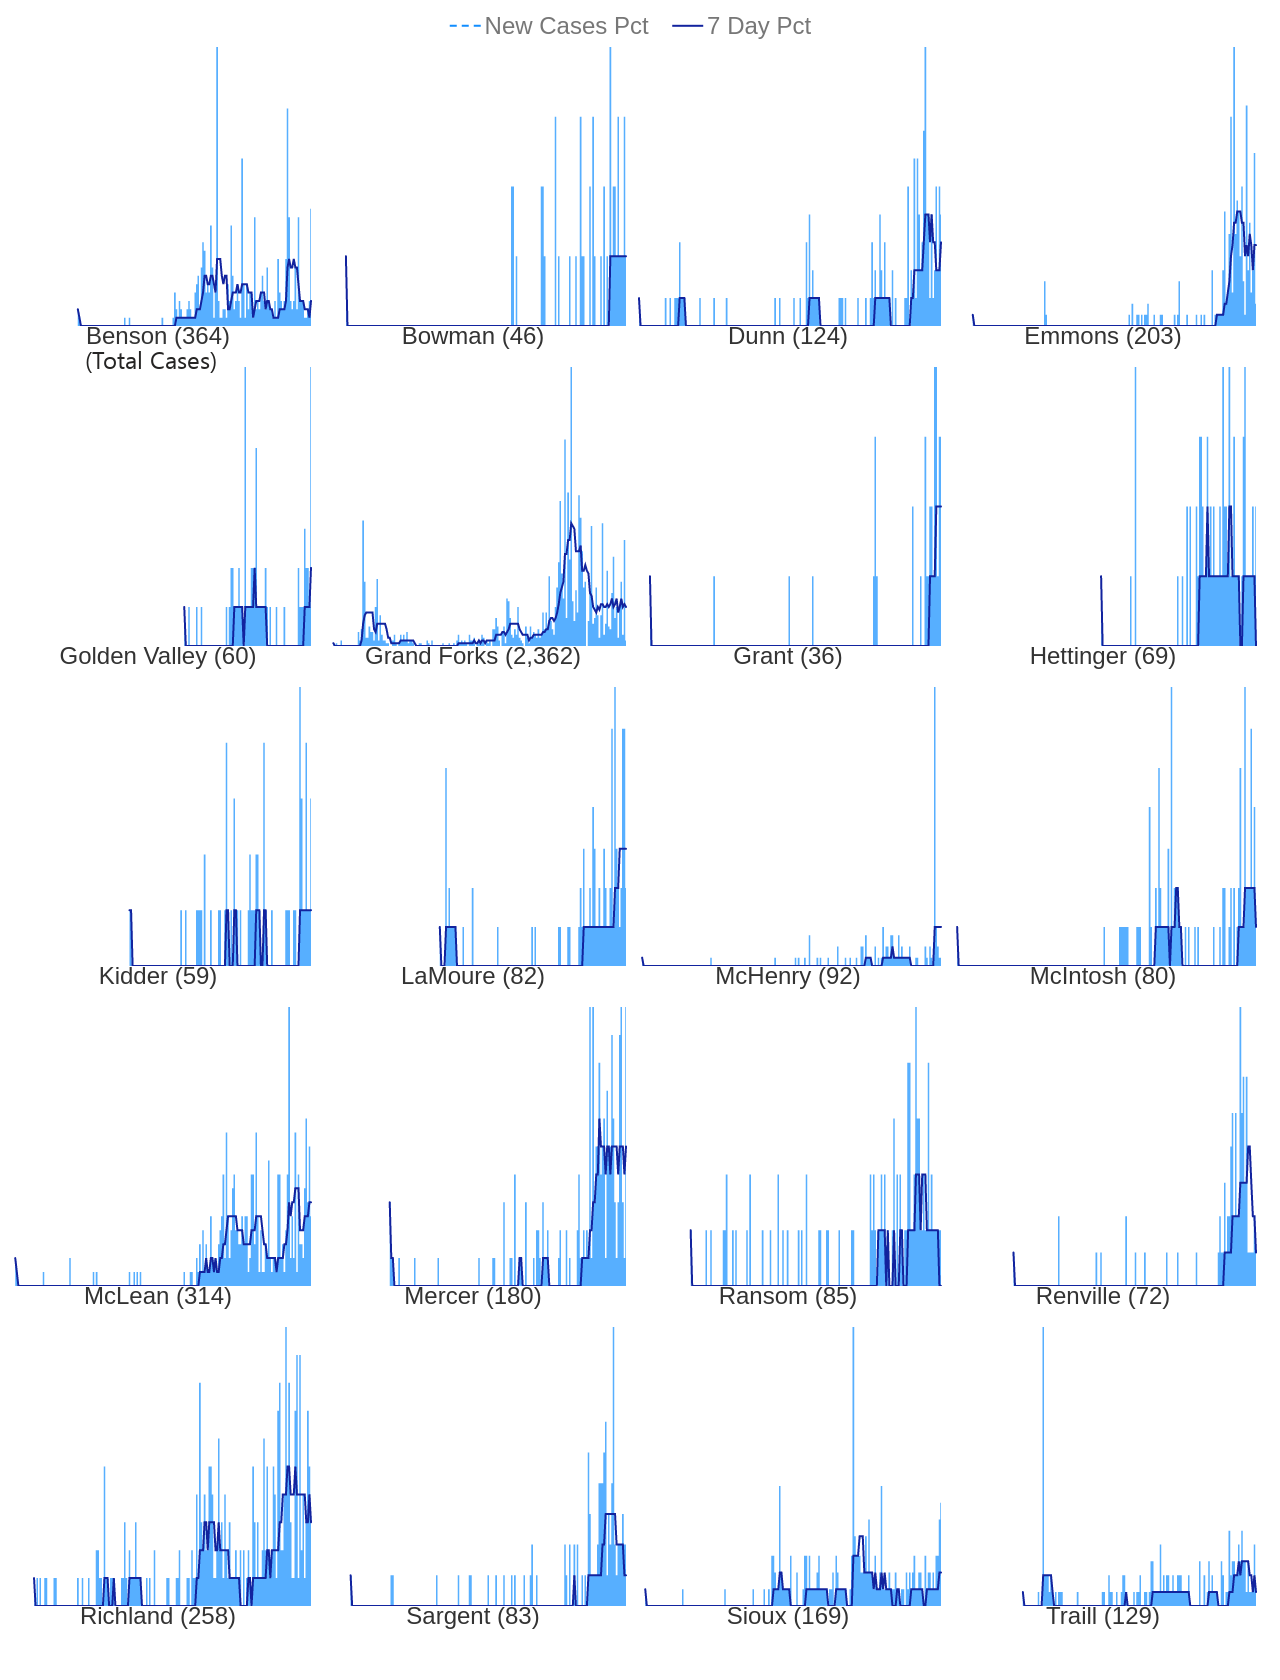 New Cases Pct 7 Day Pct
Benson (364) Bowman (46) Dunn (124) Emmons (203)
(Total Cases)
Golden Valley (60) Grand Forks (2,362) Grant (36) Hettinger (69)
Kidder (59) LaMoure (82) McHenry (92) McIntosh (80)
McLean (314) Mercer (180) Ransom (85) Renville (72)
Richland (258) Sargent (83) Sioux (169) Traill (129)